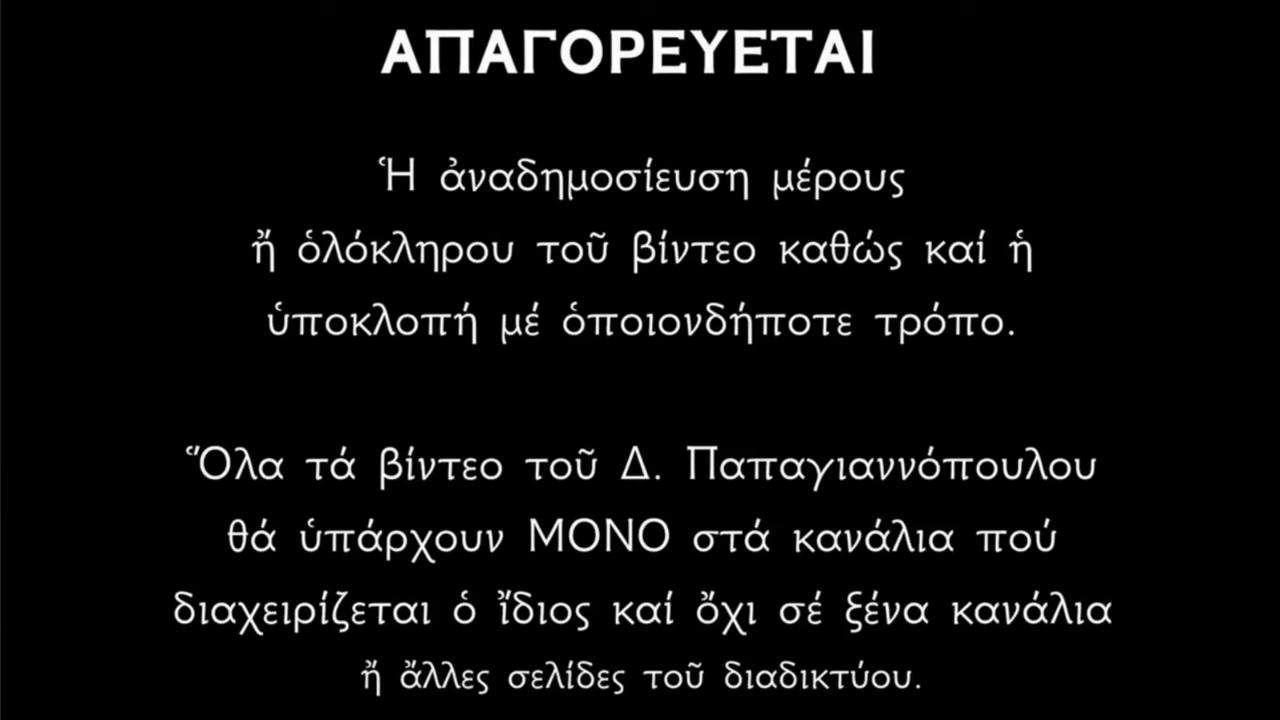 ΑΠΑΓΟΡΕΥΕΤΑΙ
Ἡ ἀναδημοσίευση μέρους
ἤ ὁλόκληρου τοῦ βίντεο καθώς καί ἡ
ὑποκλοπή μέ ὁποιονδήποτε τρόπο.
Ὅλα τά βίντεο τοῦ Δ. Παπαγιαννόπουλου
θά ὑπάρχουν ΜΟΝΟ στά κανάλια πού
διαχειρίζεται ὁ ἴδιος καί ὄχι σέ ξένα κανάλια
ἤ ἄλλες σελίδες τοῦ διαδικτύου.